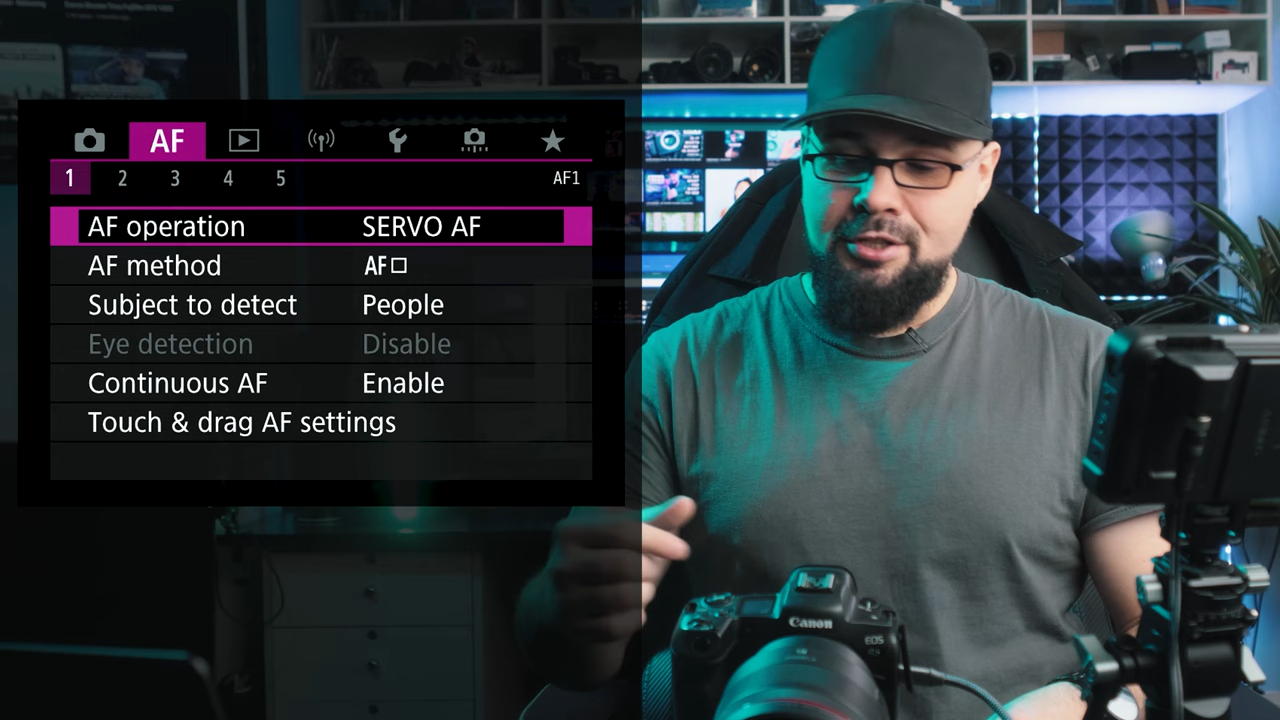 AF
1 2 3 4 5 AF1
AF operation SERVO AF
AF method AF
Subject to detect People
Eye detection Disable
Continuous AF Enable
Touch & drag AF settings
Canon
EOS